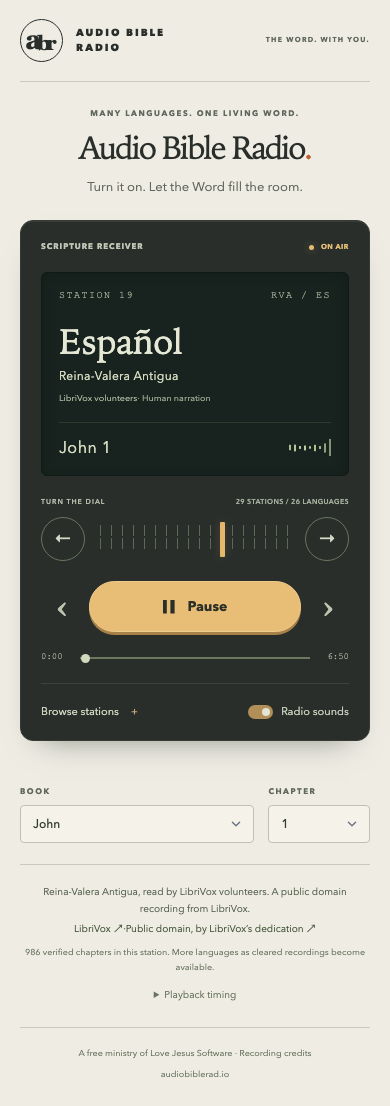 abr
AUDIO BIBLE
RADIO
THE WORD. WITH YOU.
MANY LANGUAGES. ONE LIVING WORD.
Audio Bible Radio.
Turn it on. Let the Word fill the room.
SCRIPTURE RECEIVER
ON AIR
STATION 19
RVA / ES
Español
Reina-Valera Antigua
LibriVox volunteers· Human narration
John 1
TURN THE DIAL
29 STATIONS / 26 LANGUAGES
← →
‹ Pause ›
0:00
6:50
Browse stations +
Radio sounds
BOOK
CHAPTER
John
1
Reina-Valera Antigua, read by LibriVox volunteers. A public domain
recording from LibriVox.
LibriVox ↗·Public domain, by LibriVox’s dedication ↗
986 verified chapters in this station. More languages as cleared recordings become
available.
▶ Playback timing
A free ministry of Love Jesus Software · Recording credits
audiobiblerad.io